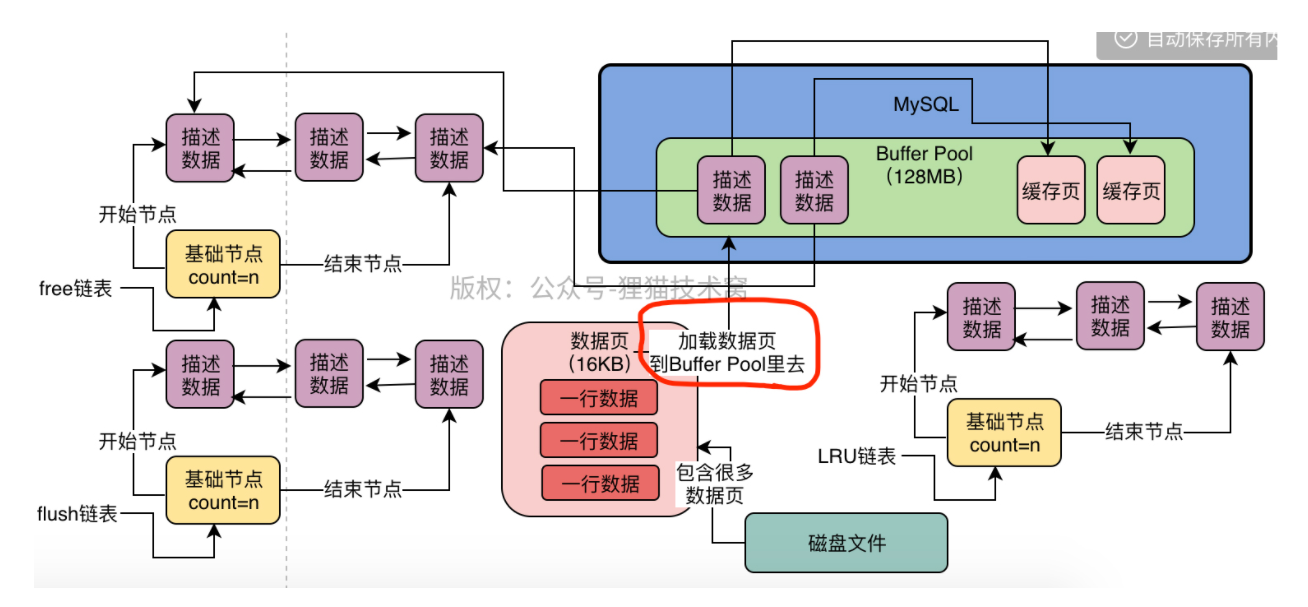 自动保存所有内
MySQL
Buffer Pool
（128MB）
描述
数据
描述
数据
缓存页
缓存页
描述
数据
描述
数据
描述
数据
开始节点
基础节点
count=n
结束节点
free链表
版权：公众号-狸猫技术窝
数据页
（16KB）
加载数据页
到Buffer Pool里去
一行数据
一行数据
一行数据
包含很多
数据页
磁盘文件
描述
数据
描述
数据
描述
数据
开始节点
基础节点
count=n
结束节点
flush链表
描述
数据
描述
数据
描述
数据
开始节点
基础节点
count=n
结束节点
LRU链表